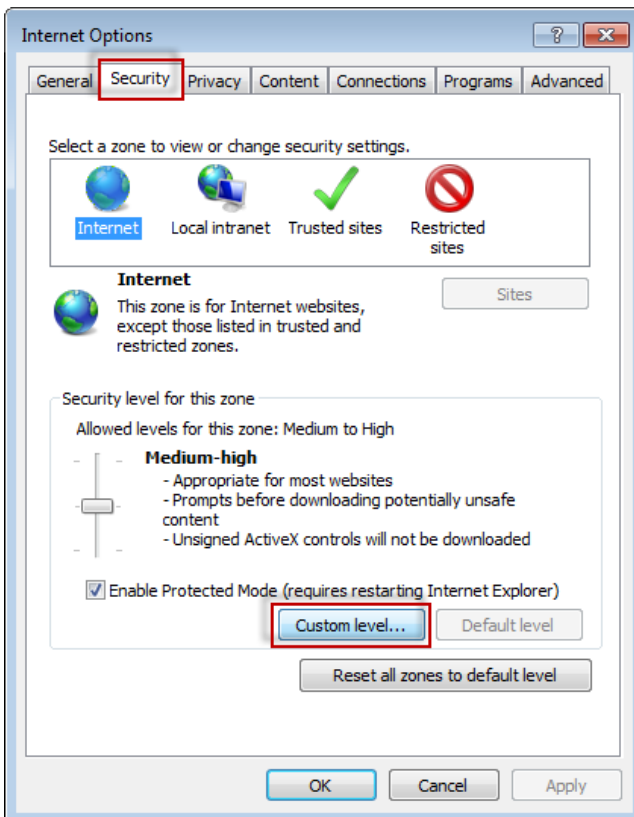 Internet Options
General Security Privacy Content Connections Programs Advanced
Select a zone to view or change security settings.
Internet Local intranet Trusted sites Restricted
sites
Internet
Sites
This zone is for Internet websites,
except those listed in trusted and
restricted zones.
Security level for this zone
Allowed levels for this zone: Medium to High
Medium-high
- Appropriate for most websites
- Prompts before downloading potentially unsafe
content
- Unsigned ActiveX controls will not be downloaded
Enable Protected Mode (requires restarting Internet Explorer)
Custom level... Default level
Reset all zones to default level
OK Cancel Apply